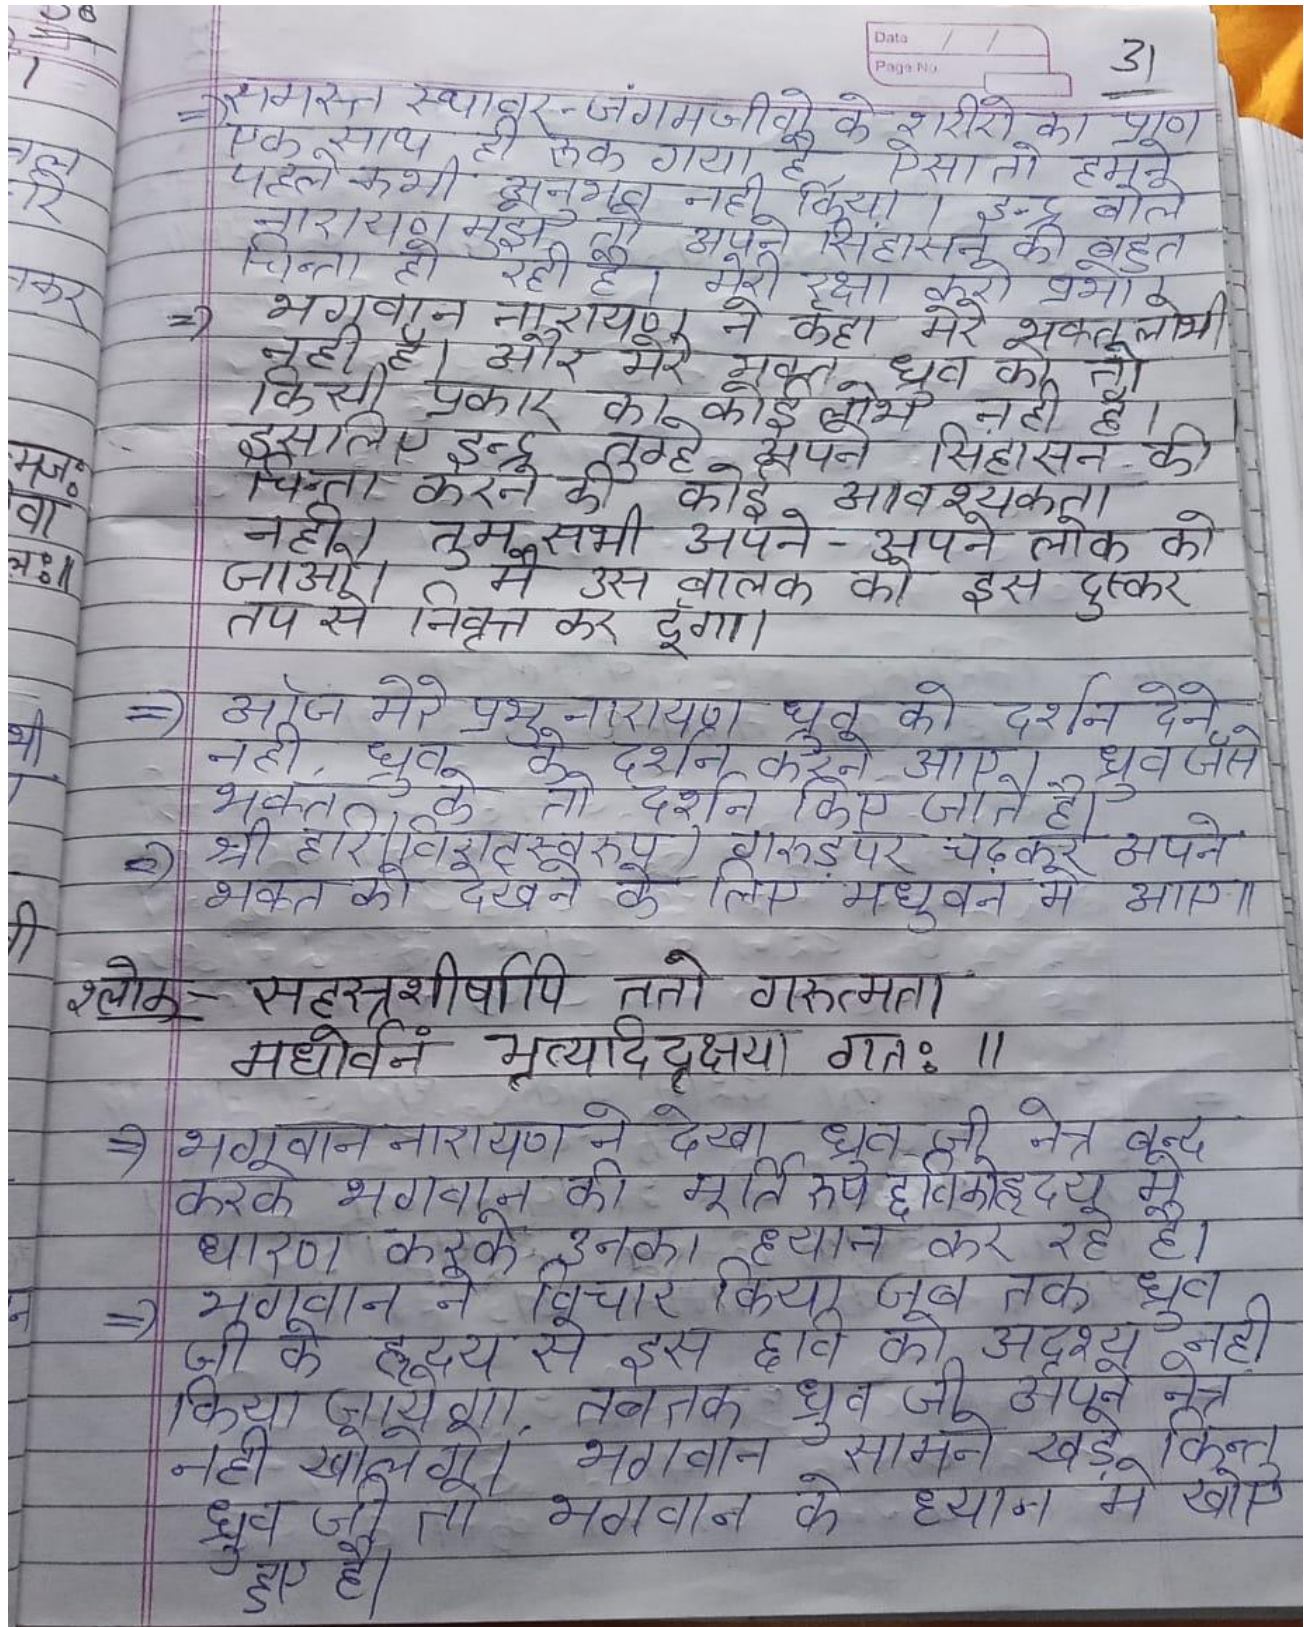 Date / /
Page No.
31
⇒ समस्त स्थावर-जंगमजीवों के शरीरो का प्राण
एक साथ ही रूक गया है ऐसा तो हमने
पहले कभी अनुभव नही किया। इन्द्र बोले
नारायण मुझे तो अपने सिंहासन की बहुत
चिन्ता हो रही है। मेरी रक्षा करो प्रभो।
⇒ भगवान नारायण ने कहा मेरे भक्त लोभी
नही है। और मेरे भक्त ध्रुव को तो
किसी प्रकार का कोई लोभ नही है।
इसलिए इन्द्र तुम्हे अपने सिंहासन की
चिन्ता करने की कोई आवश्यकता
नही। तुम सभी अपने-अपने लोक को
जाओ। मै उस बालक को इस दुस्कर
तप से निवृत्त कर दूँगा।
⇒ ऑज मेरे प्रभु नारायण ध्रुव को दर्शन देने
नही, ध्रुव के दर्शन करने आए। ध्रुव जैसे
भक्त के तो दर्शन किए जाते है।
⇒ श्री हरि विराटस्वरुप। गरुड़ पर चढ़कर अपने
भक्त को देखने के लिए मधुवन मे आए॥
श्लोक - सहस्त्रशीर्षापि ततो गरुत्मता
मधोर्वनं भृत्यदिदृक्षया गतः ॥
⇒ भगवान नारायण ने देखा ध्रुव जी नेत्र बन्द
करके भगवान की मूर्ति रुप छविको हृदय मे
धारण करके उनका ध्यान कर रहे है।
⇒ भगवान ने विचार किया जब तक ध्रुव
जी के हृदय से इस छवि को अदृश्य नही
किया जायेगा, तबतक ध्रुव जी अपने नेत्र
नही खोलेगे। भगवान सामने खड़े किन्तु
ध्रुव जी तो भगवान के ध्यान मे खोए
हुए है।